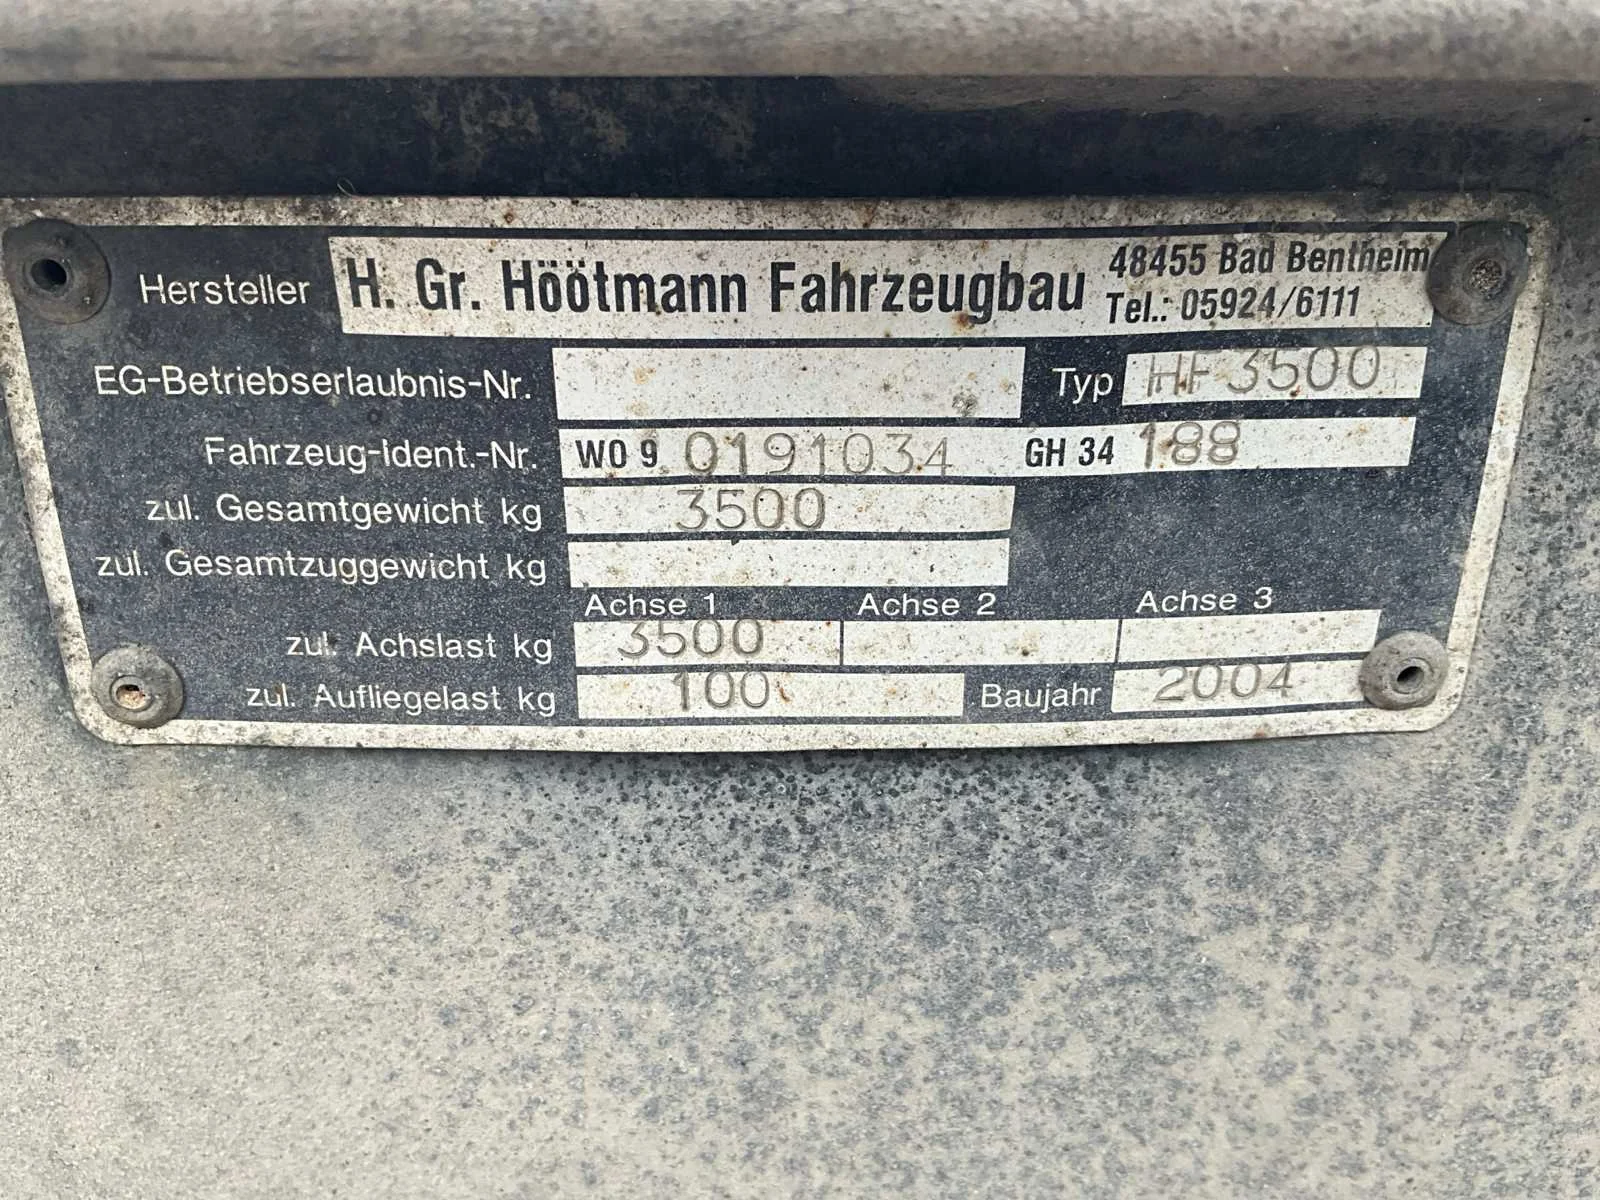 Hersteller H. Gr. Höötmann Fahrzeugbau 48455 Bad Bentheim
Tel.: 05924/6111
EG-Betriebserlaubnis-Nr. Typ HF 3500
Fahrzeug-Ident.-Nr. WO 9 0191034 GH 34 188
zul. Gesamtgewicht kg 3500
zul. Gesamtzuggewicht kg
Achse 1 Achse 2 Achse 3
zul. Achslast kg 3500
zul. Aufliegelast kg 100 Baujahr 2004